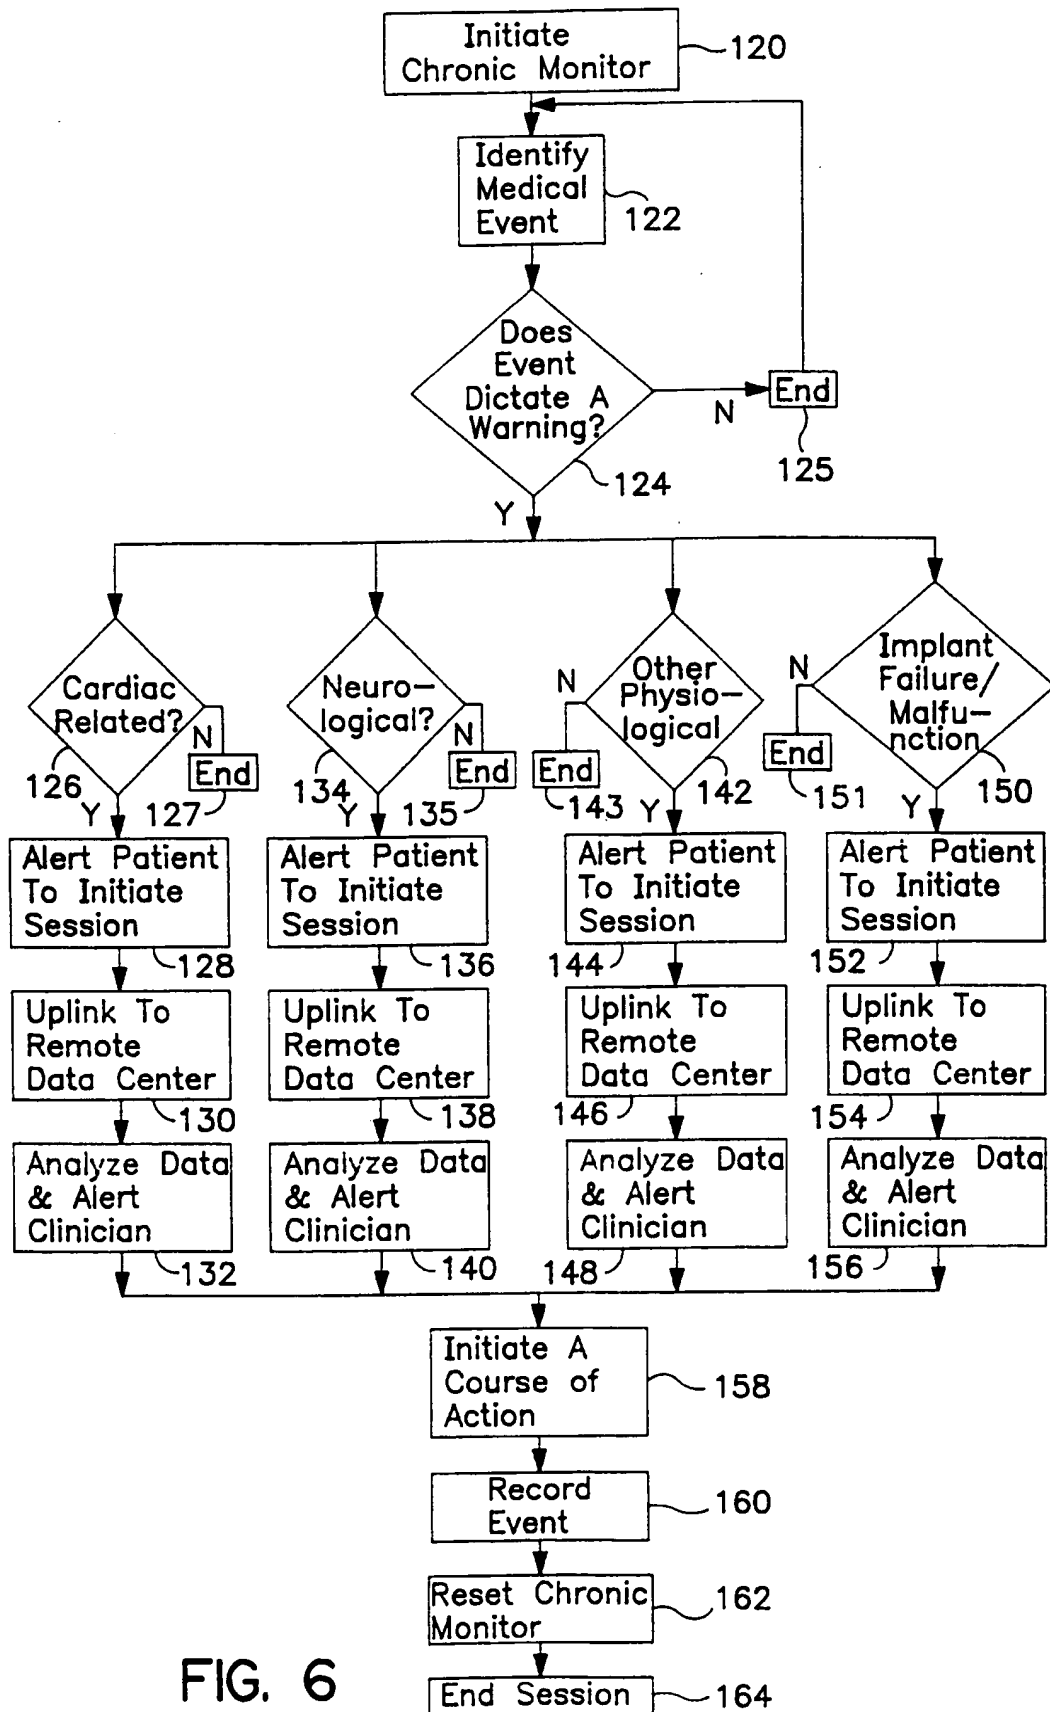 Initiate
Chronic Monitor
120
Identify
Medical
Event
122
Does
Event
Dictate A
Warning?
124
N
End
125
Y
Cardiac
Related?
126
N
End
127
Y
Neuro-
logical?
134
N
End
135
Y
Other
Physio-
logical
142
N
End
143
Y
Implant
Failure/
Malfu-
nction
150
N
End
151
Y
Alert Patient
To Initiate
Session
128
Alert Patient
To Initiate
Session
136
Alert Patient
To Initiate
Session
144
Alert Patient
To Initiate
Session
152
Uplink To
Remote
Data Center
130
Uplink To
Remote
Data Center
138
Uplink To
Remote
Data Center
146
Uplink To
Remote
Data Center
154
Analyze Data
& Alert
Clinician
132
Analyze Data
& Alert
Clinician
140
Analyze Data
& Alert
Clinician
148
Analyze Data
& Alert
Clinician
156
Initiate A
Course of
Action
158
Record
Event
160
Reset Chronic
Monitor
162
End Session
164
FIG. 6